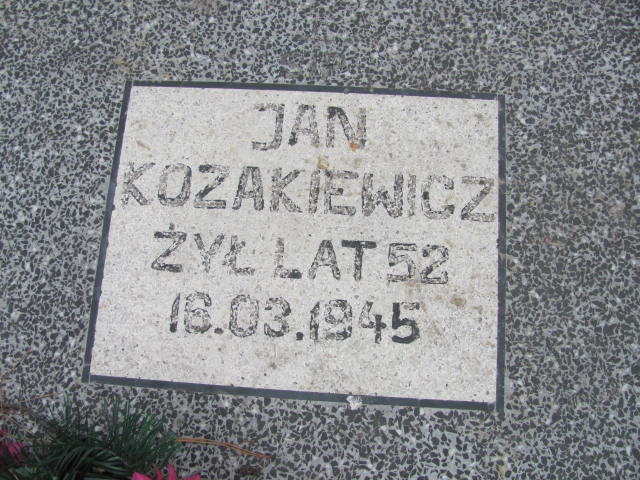 JAN
KOZAKIEWICZ
ŻYŁ LAT 52
16.03.1945